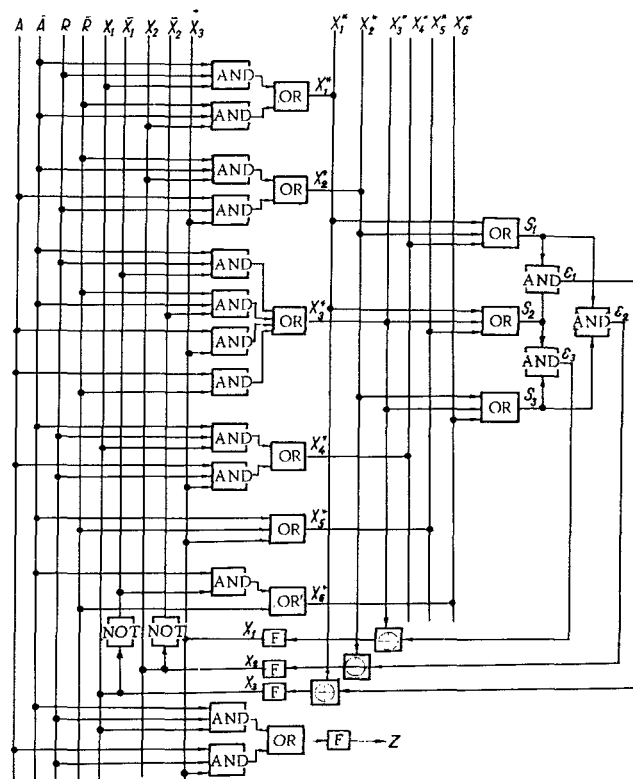 A Ā R R̄ X₁ X̄₁ X₂ X̄₂ X₃ X₁* X₂* X₃* X₄* X₅* X₆*
AND
OR X₁*
AND
AND
OR X₂*
AND
OR S₁
AND
AND ε₁
AND
OR X₃*
OR S₂
AND ε₂
AND
AND ε₃
AND
OR S₃
AND
OR X₄*
AND
OR X₅*
AND
OR X₆*
NOT NOT
X₁ F
X₂ F
X₃ F
AND
OR F Z
AND